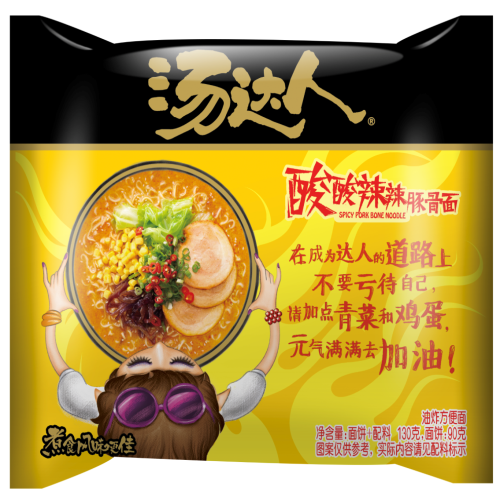 汤达人®
酸酸辣辣豚骨面
SPICY PORK BONE NOODLE
在成为达人的道路上
不要亏待自己，
请加点青菜和鸡蛋，
元气满满去加油！
煮食风味更佳
油炸方便面
净含量：面饼+配料 130克，面饼：90克
图案仅供参考，实际内容请见配料标示